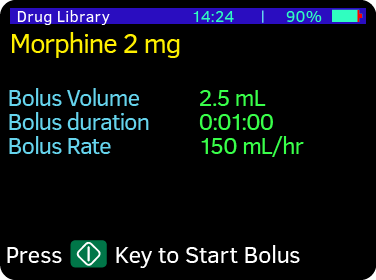 Drug Library 14:24 | 90%
Morphine 2 mg
Bolus Volume 2.5 mL
Bolus duration 0:01:00
Bolus Rate 150 mL/hr
Press Key to Start Bolus